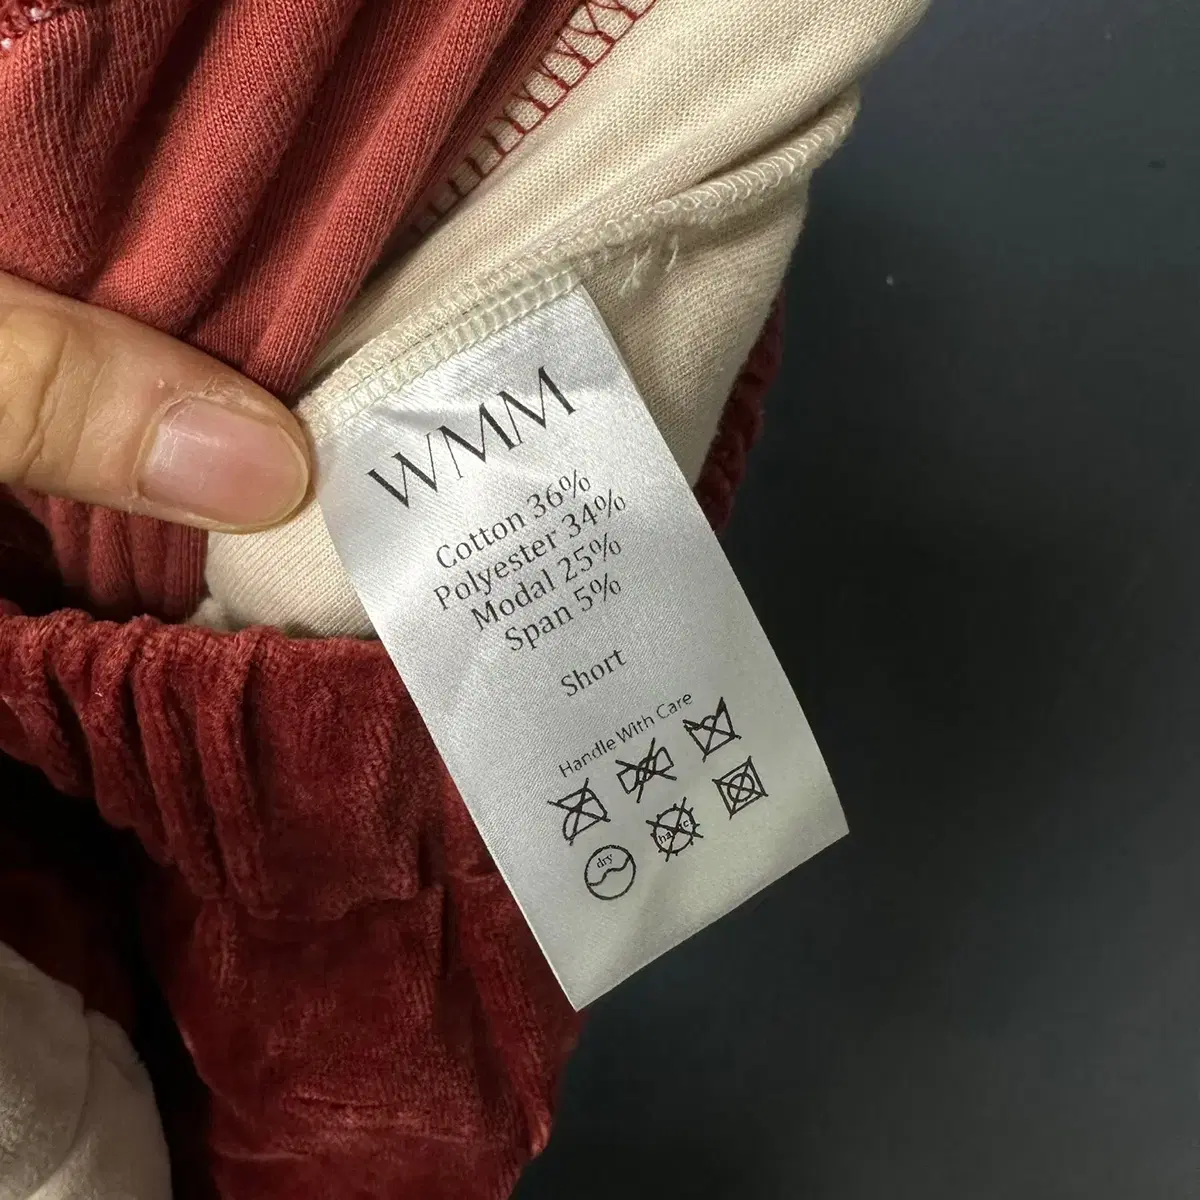 WMM
Cotton 36%
Polyester 34%
Modal 25%
Span 5%
Short
Handle With Care
dry